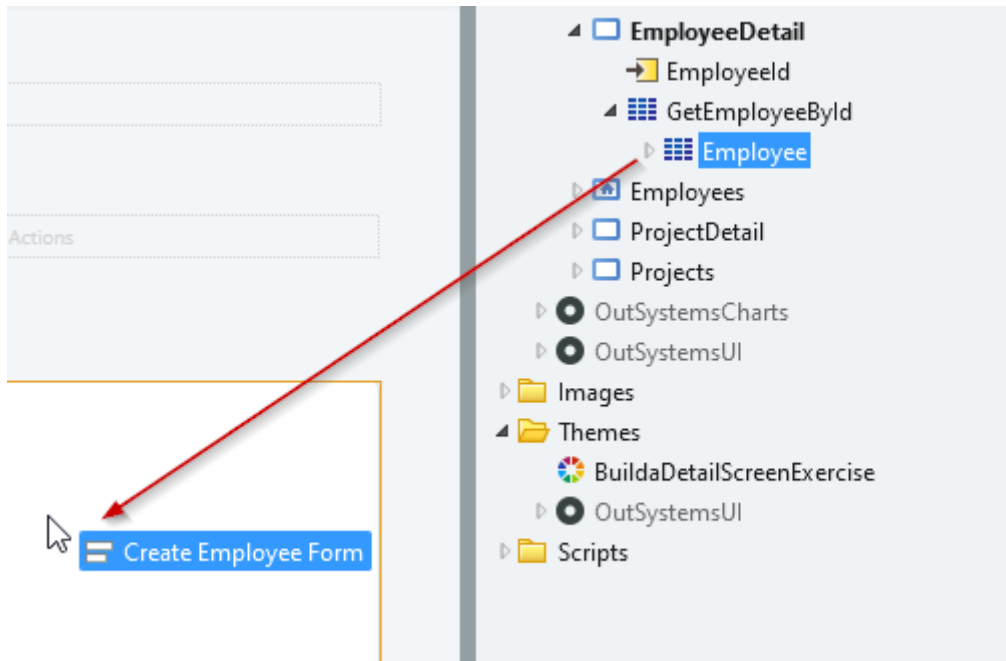 EmployeeDetail
EmployeeId
GetEmployeeById
Employee
Employees
Actions
ProjectDetail
Projects
OutSystemsCharts
OutSystemsUI
Images
Themes
BuildaDetailScreenExercise
OutSystemsUI
Create Employee Form
Scripts